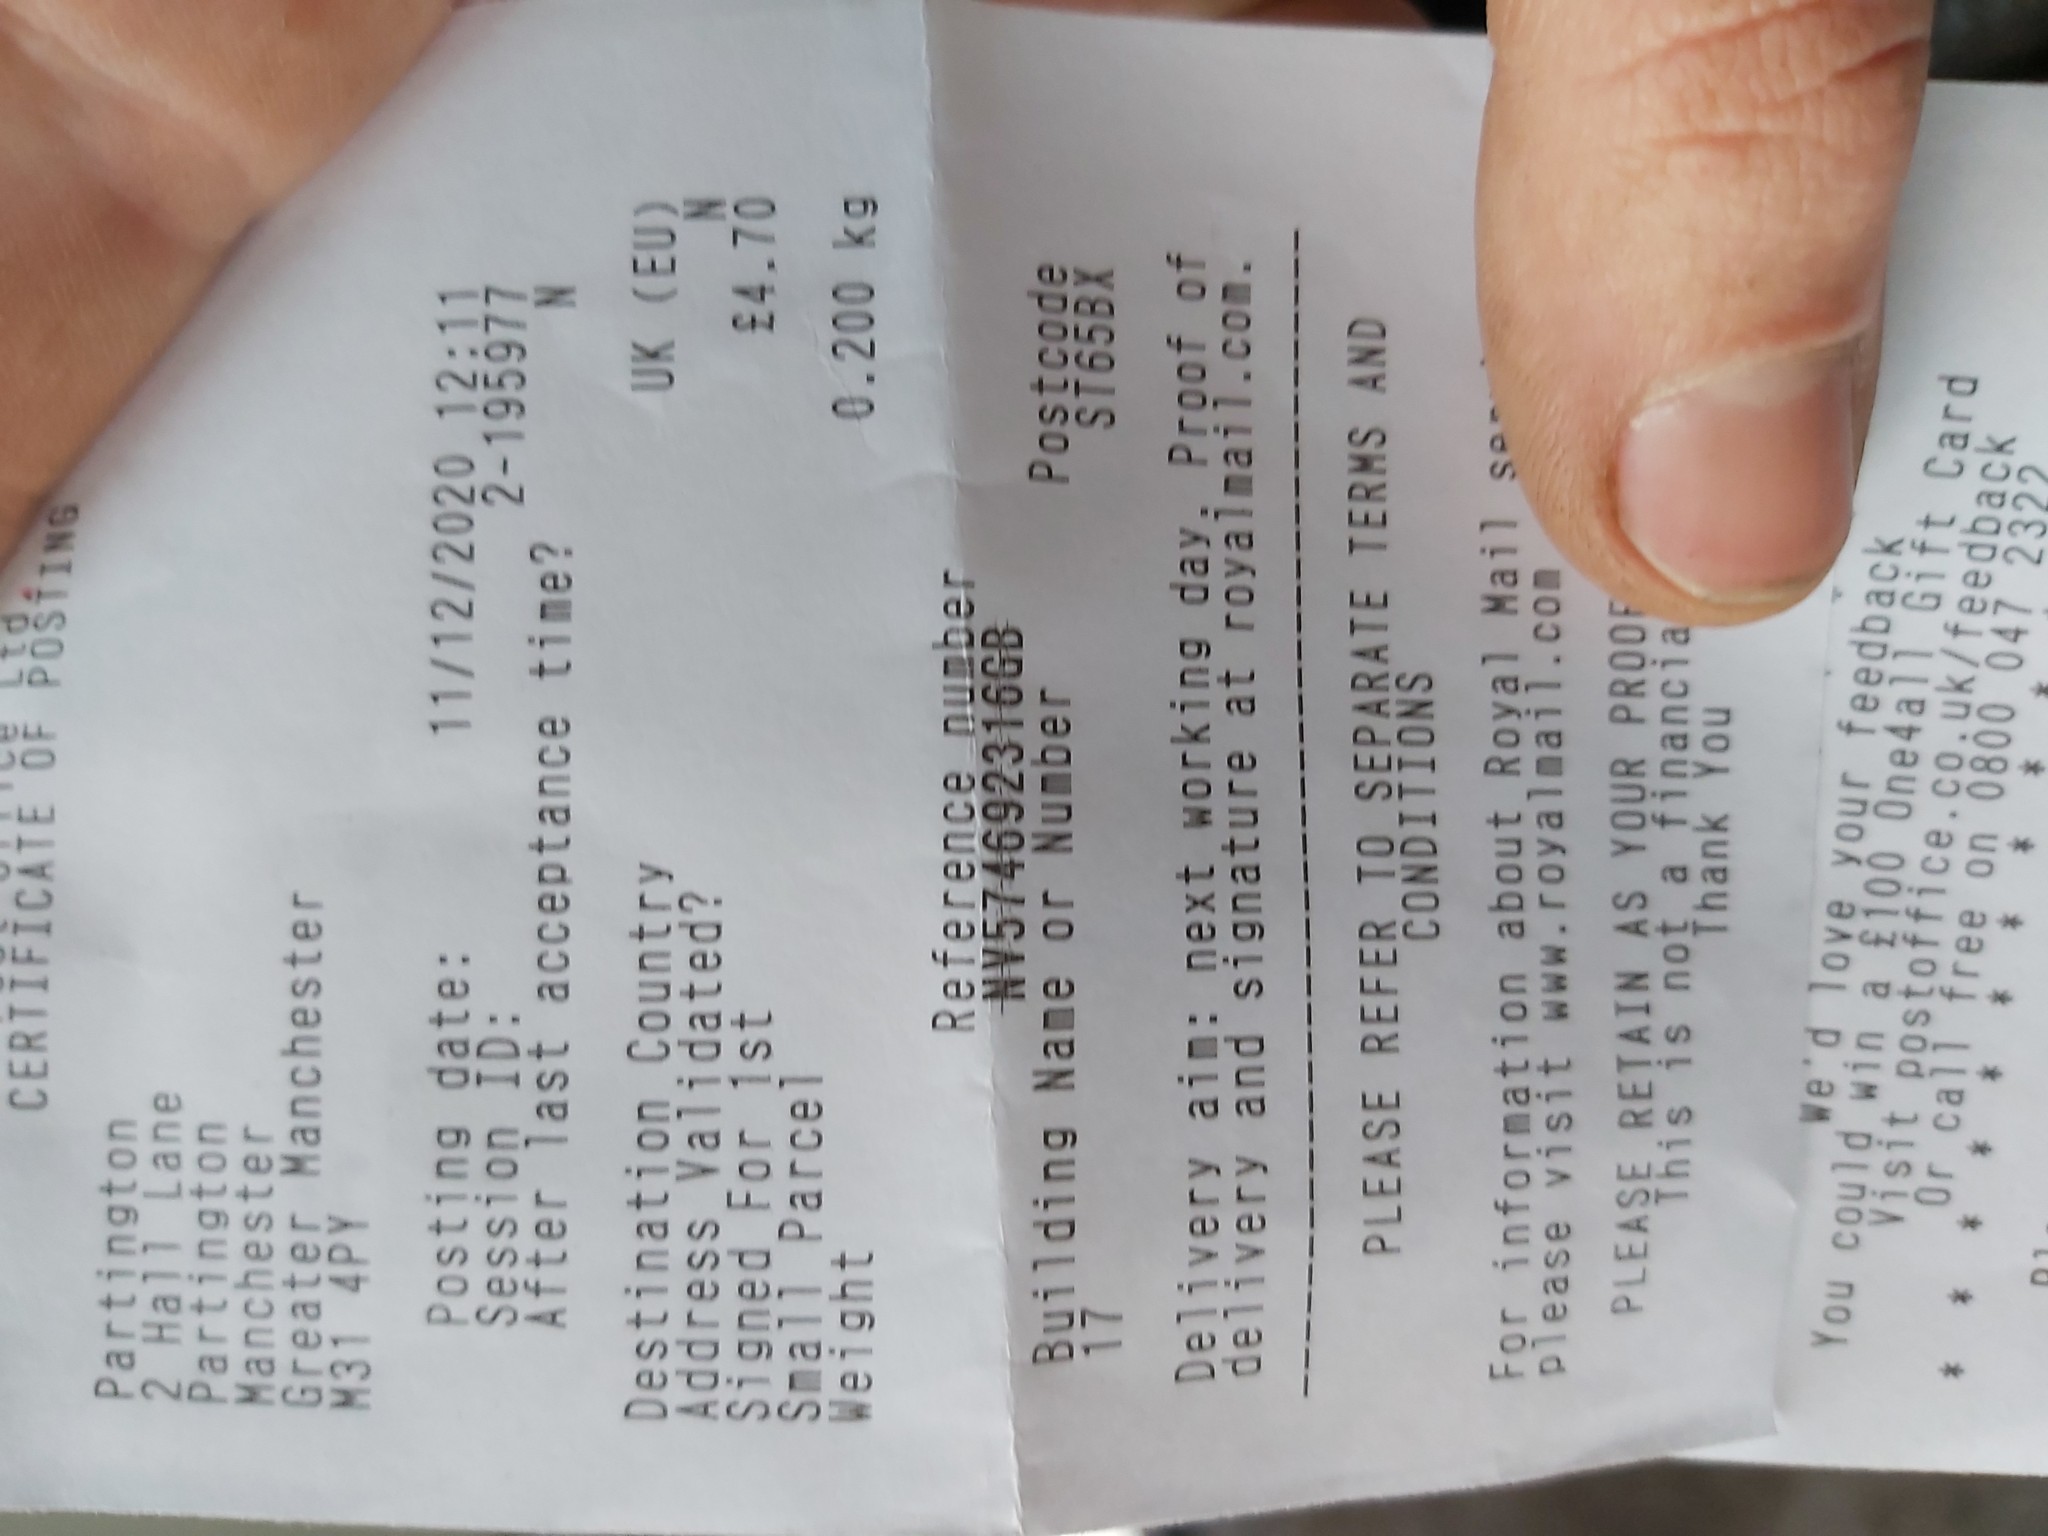 Ltd.
CERTIFICATE OF POSTING
Partington
2 Hall Lane
Partington
Manchester
Greater Manchester
M31 4PY
Posting date: 11/12/2020 12:11
Session ID: 2-195977
After last acceptance time? N
Destination Country UK (EU)
Address Validated? N
Signed For 1st £4.70
Small Parcel
Weight 0.200 kg
Reference number
NV574692316GB
Building Name or Number Postcode
17 ST65BX
Delivery aim: next working day. Proof of
delivery and signature at royalmail.com.
PLEASE REFER TO SEPARATE TERMS AND
CONDITIONS
For information about Royal Mail
please visit www.royalmail.com
PLEASE RETAIN AS YOUR PROOF
This is not a financial
Thank You
We'd love your feedback
You could win a £100 One4all Gift Card
Visit postoffice.co.uk/feedback
Or call free on 0800 047 2322
* * * * * * * * *